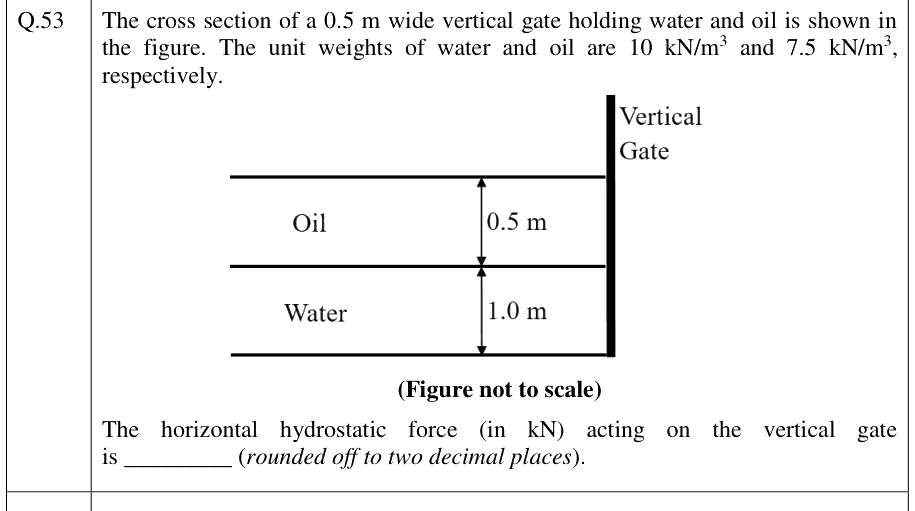 Q.53
The cross section of a 0.5 m wide vertical gate holding water and oil is shown in
the figure. The unit weights of water and oil are 10 kN/m³ and 7.5 kN/m³,
respectively.
Vertical
Gate
Oil
0.5 m
Water
1.0 m
(Figure not to scale)
The horizontal hydrostatic force (in kN) acting on the vertical gate
is _________ (rounded off to two decimal places).